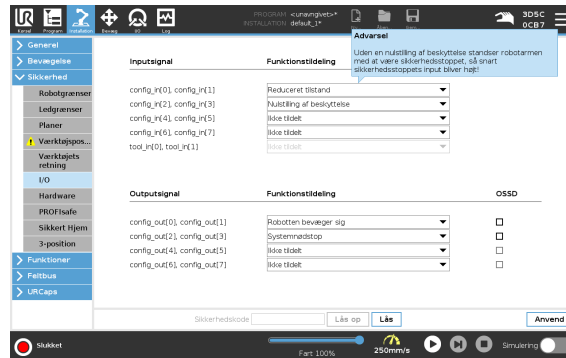 Kørsel Program Installation Bevæg I/O Log
PROGRAM <unavngivet>*
INSTALLATION default_1*
3D5C
0CB7
Advarsel
Uden en nulstilling af beskyttelse standser robotarmen
med at være sikkerhedsstoppet, så snart
sikkerhedsstoppets input bliver højt!
Generel
Bevægelse
Sikkerhed
Robotgrænser
Ledgrænser
Planer
Værktøjspos...
Værktøjets
retning
I/O
Hardware
PROFIsafe
Sikkert Hjem
3-position
Funktioner
Feltbus
URCaps
Inputsignal Funktionstildeling
config_in[0], config_in[1] Reduceret tilstand
config_in[2], config_in[3] Nulstilling af beskyttelse
config_in[4], config_in[5] Ikke tildelt
config_in[6], config_in[7] Ikke tildelt
tool_in[0], tool_in[1] Ikke tildelt
Outputsignal Funktionstildeling OSSD
config_out[0], config_out[1] Robotten bevæger sig
config_out[2], config_out[3] Systemnødstop
config_out[4], config_out[5] Ikke tildelt
config_out[6], config_out[7] Ikke tildelt
Sikkerhedskode Lås op Lås Anvend
Slukket Fart 100% 250mm/s Simulering